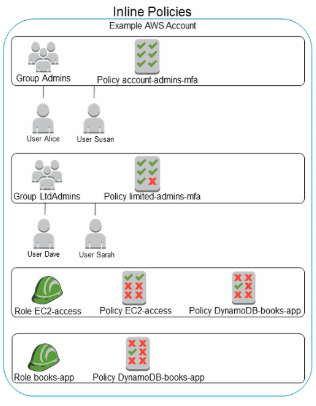 Inline Policies
Example AWS Account
Group Admins
Policy account-admins-mfa
User Alice
User Susan
Group LtdAdmins
Policy limited-admins-mfa
User Dave
User Sarah
Role EC2-access
Policy EC2-access
Policy DynamoDB-books-app
Role books-app
Policy DynamoDB-books-app